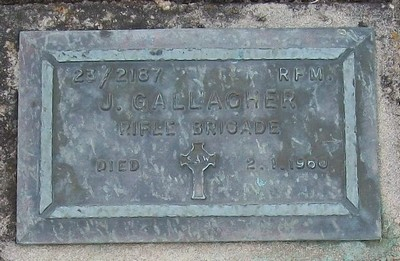 23/2187 RFM.
J. GALLAGHER
RIFLE BRIGADE
DIED 2.1.1960